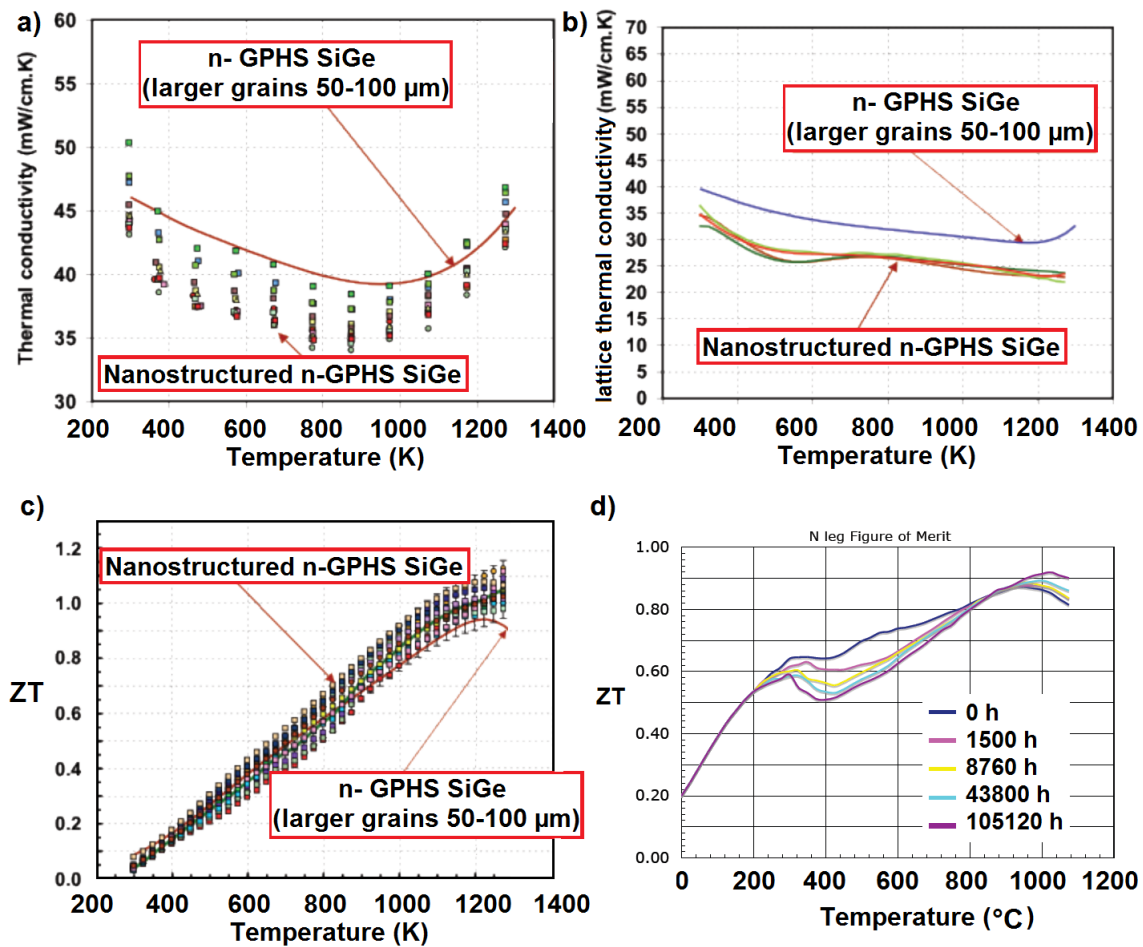 a)
Thermal conductivity (mW/cm.K)
60
55
50
45
40
35
30
n- GPHS SiGe
(larger grains 50-100 µm)
Nanostructured n-GPHS SiGe
200 400 600 800 1000 1200 1400
Temperature (K)
b)
lattice thermal conductivity (mW/cm.K)
70
65
60
55
50
45
40
35
30
25
20
15
10
5
0
n- GPHS SiGe
(larger grains 50-100 µm)
Nanostructured n-GPHS SiGe
200 400 600 800 1000 1200 1400
Temperature (K)
c)
ZT
1.2
1.0
0.8
0.6
0.4
0.2
0.0
Nanostructured n-GPHS SiGe
n- GPHS SiGe
(larger grains 50-100 µm)
200 400 600 800 1000 1200 1400
Temperature (K)
d)
N leg Figure of Merit
ZT
1.00
0.80
0.60
0.40
0.20
0.00
0 h
1500 h
8760 h
43800 h
105120 h
0 200 400 600 800 1000 1200
Temperature (°C)